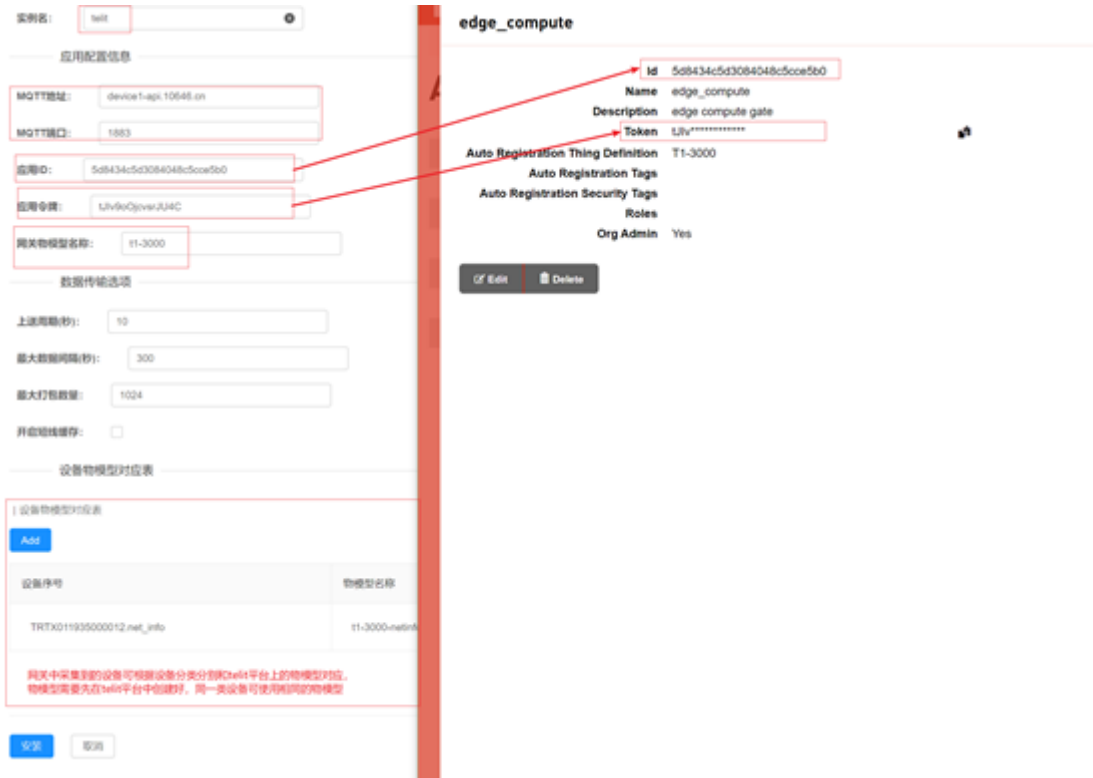 实例名: telit
应用配置信息
MQTT地址: device1-api.10646.cn
MQTT端口: 1883
应用ID: 5d8434c5d3084048c5cce5b0
应用令牌: tJIv9oOjcvsrJU4C
网关物模型名称: t1-3000
数据传输选项
上送周期(秒): 10
最大数据间隔(秒): 300
最大打包数量: 1024
开启短线缓存:
设备物模型对应表
| 设备物模型对应表
Add
设备序号 物模型名称
TRTX011935000012.net_info t1-3000-netinfo
网关中采集到的设备可根据设备分类分别和telit平台上的物模型对应,
物模型需要先在telit平台中创建好，同一类设备可使用相同的物模型
安装 取消
edge_compute
Id 5d8434c5d3084048c5cce5b0
Name edge_compute
Description edge compute gate
Token tJIv************
Auto Registration Thing Definition T1-3000
Auto Registration Tags
Auto Registration Security Tags
Roles
Org Admin Yes
Edit Delete